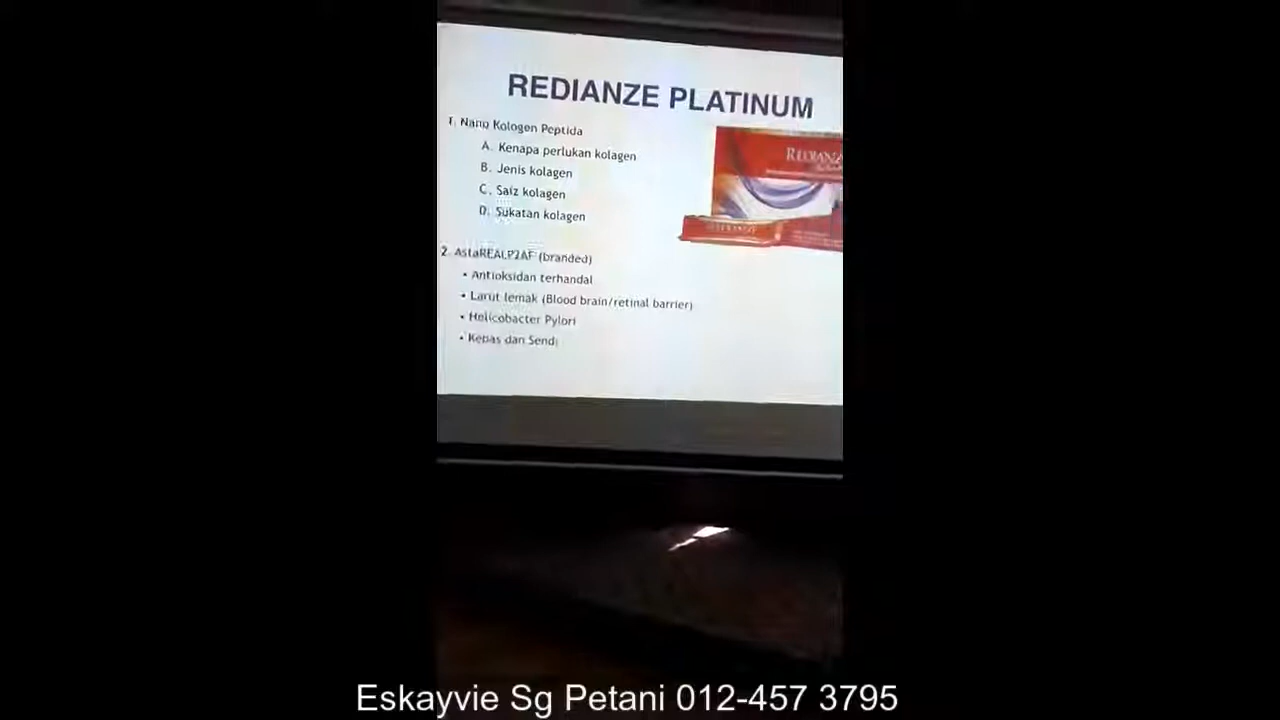 REDIANZE PLATINUM
1. Nano Kologen Peptida
A. Kenapa perlukan kolagen
B. Jenis kolagen
C. Saiz kolagen
D. Sukatan kolagen
2. AstaREALP2AF (branded)
• Antioksidan terhandal
• Larut lemak (Blood brain/retinal barrier)
• Helicobacter Pylori
• Kebas dan Sendi
Eskayvie Sg Petani 012-457 3795